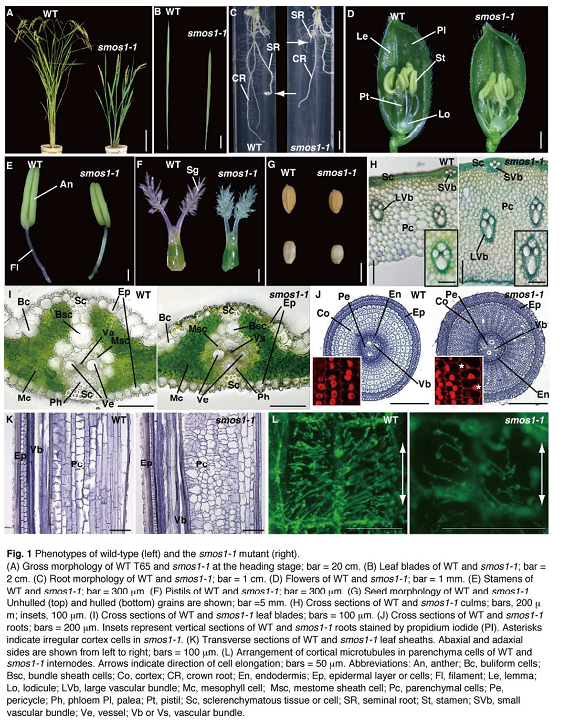 A WT smos1-1
B WT smos1-1
C SR SR CR CR WT smos1-1
D WT smos1-1 Le Pl St Pt Lo
E WT smos1-1 An Fl
F WT Sg smos1-1
G WT smos1-1
H WT Sc SVb LVb Pc smos1-1 Sc SVb Pc LVb
I WT Bc Sc Ep Bsc Va Msc Mc Ph Sc Ve smos1-1 Bc Sc Ep Msc Bsc Vs Mc Ve Sc Ph
J Pe En WT Co Ep Vb smos1-1 Pe Co Ep Vb En
K WT Vb Ep Pc smos1-1 Ep Pc Vb
L WT smos1-1
Fig. 1 Phenotypes of wild-type (left) and the smos1-1 mutant (right).
(A) Gross morphology of WT T65 and smos1-1 at the heading stage; bar = 20 cm. (B) Leaf blades of WT and smos1-1; bar =
2 cm. (C) Root morphology of WT and smos1-1; bar = 1 cm. (D) Flowers of WT and smos1-1; bar = 1 mm. (E) Stamens of
WT and smos1-1; bar = 300 μm. (F) Pistils of WT and smos1-1; bar = 300 μm. (G) Seed morphology of WT and smos1-1.
Unhulled (top) and hulled (bottom) grains are shown; bar =5 mm. (H) Cross sections of WT and smos1-1 culms; bars, 200 μ
m; insets, 100 μm. (I) Cross sections of WT and smos1-1 leaf blades; bars = 100 μm. (J) Cross sections of WT and smos1-1
roots; bars = 200 μm. Insets represent vertical sections of WT and smos1-1 roots stained by propidium iodide (PI). Asterisks
indicate irregular cortex cells in smos1-1. (K) Transverse sections of WT and smos1-1 leaf sheaths. Abaxial and adaxial
sides are shown from left to right; bars = 100 μm. (L) Arrangement of cortical microtubules in parenchyma cells of WT and
smos1-1 internodes. Arrows indicate direction of cell elongation; bars = 50 μm. Abbreviations: An, anther; Bc, buliform cells;
Bsc, bundle sheath cells; Co, cortex; CR, crown root; En, endodermis; Ep, epidermal layer or cells; Fl, filament; Le, lemma;
Lo, lodicule; LVb, large vascular bundle; Mc, mesophyll cell; Msc, mestome sheath cell; Pc, parenchymal cells; Pe,
pericycle; Ph, phloem Pl, palea; Pt, pistil; Sc, sclerenchymatous tissue or cell; SR, seminal root; St, stamen; SVb, small
vascular bundle; Ve, vessel; Vb or Vs, vascular bundle.